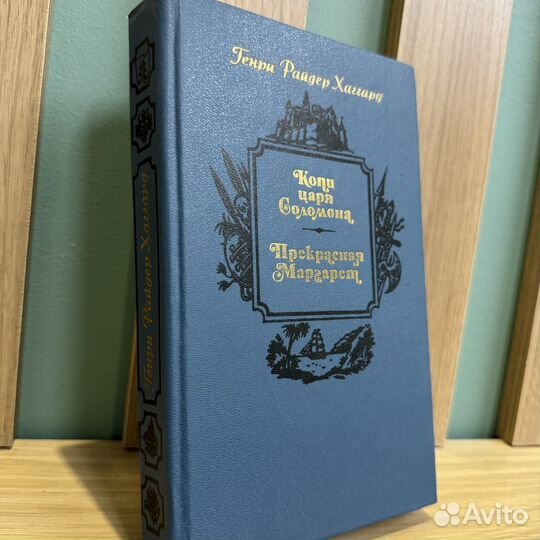 Генри Райдер Хаггард
Копи
царя
Соломона
Прекрасная
Маргарет
Генри Райдер Хаггард
Avito